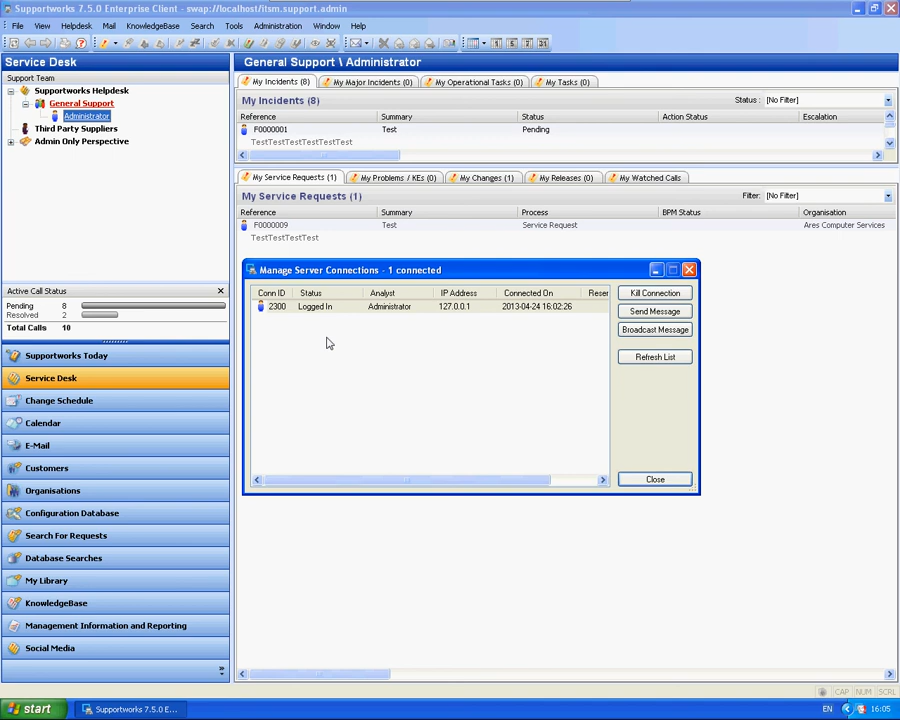 Supportworks 7.5.0 Enterprise Client - swap://localhost/itsm.support.admin
File View Helpdesk Mail KnowledgeBase Search Tools Administration Window Help
Service Desk
Support Team
Supportworks Helpdesk
General Support
Administrator
Third Party Suppliers
Admin Only Perspective
Active Call Status
Pending 8
Resolved 2
Total Calls 10
Supportworks Today
Service Desk
Change Schedule
Calendar
E-Mail
Customers
Organisations
Configuration Database
Search For Requests
Database Searches
My Library
KnowledgeBase
Management Information and Reporting
Social Media
General Support \ Administrator
My Incidents (8) My Major Incidents (0) My Operational Tasks (0) My Tasks (0)
My Incidents (8) Status : [No Filter]
Reference Summary Status Action Status Escalation
F0000001 Test Pending
TestTestTestTestTestTest
My Service Requests (1) My Problems / KEs (0) My Changes (1) My Releases (0) My Watched Calls
My Service Requests (1) Filter: [No Filter]
Reference Summary Process BPM Status Organisation
F0000009 Test Service Request Ares Computer Services
TestTestTestTest
Manage Server Connections - 1 connected
Conn ID Status Analyst IP Address Connected On Reser
2300 Logged In Administrator 127.0.0.1 2013-04-24 16:02:26
Kill Connection
Send Message
Broadcast Message
Refresh List
Close
CAP NUM SCRL
start Supportworks 7.5.0 E... EN 16:05